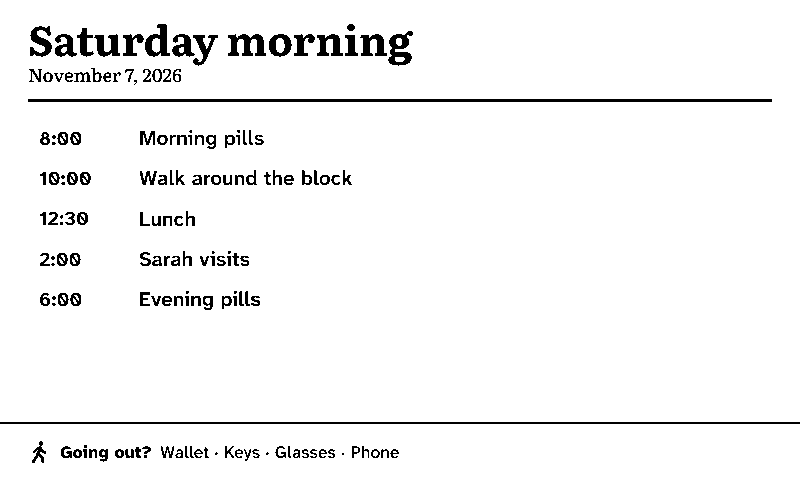 Saturday morning
November 7, 2026
8:00 Morning pills
10:00 Walk around the block
12:30 Lunch
2:00 Sarah visits
6:00 Evening pills
Going out? Wallet · Keys · Glasses · Phone